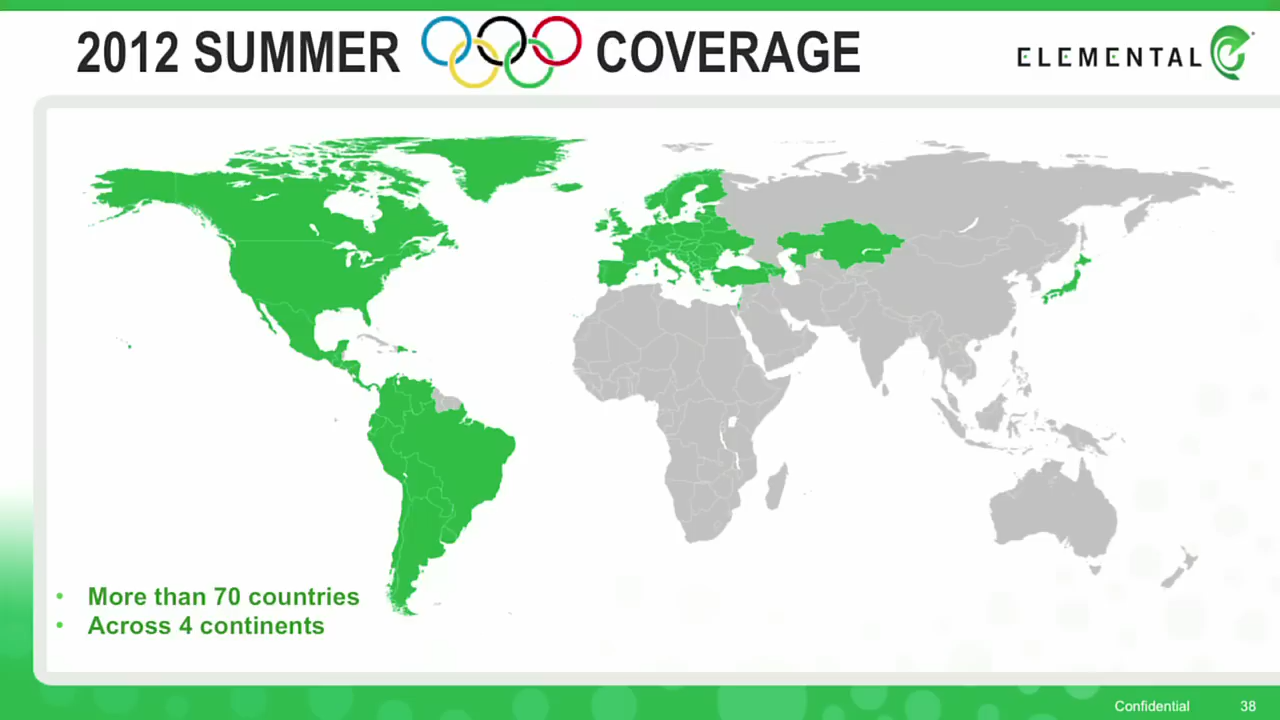 2012 SUMMER COVERAGE
ELEMENTAL
• More than 70 countries
• Across 4 continents
Confidential 38